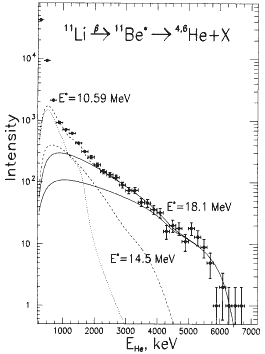 ¹¹Li β→ ¹¹Be* → ⁴,⁶He+X
10⁴
10³
10²
10
1
Intensity
E*=10.59 MeV
E*=18.1 MeV
E*=14.5 MeV
1000 2000 3000 4000 5000 6000 7000
E_He, keV